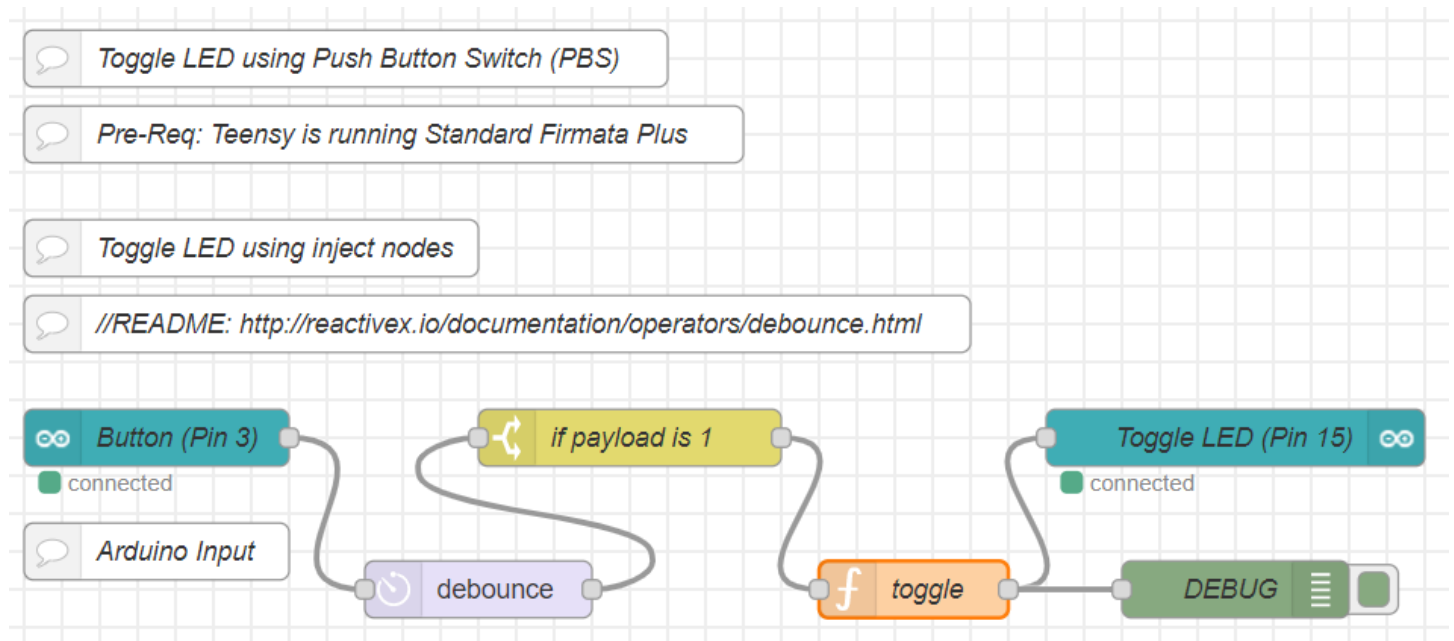 Toggle LED using Push Button Switch (PBS)
Pre-Req: Teensy is running Standard Firmata Plus
Toggle LED using inject nodes
//README: http://reactivex.io/documentation/operators/debounce.html
Button (Pin 3)
if payload is 1
Toggle LED (Pin 15)
connected
connected
Arduino Input
debounce
toggle
DEBUG